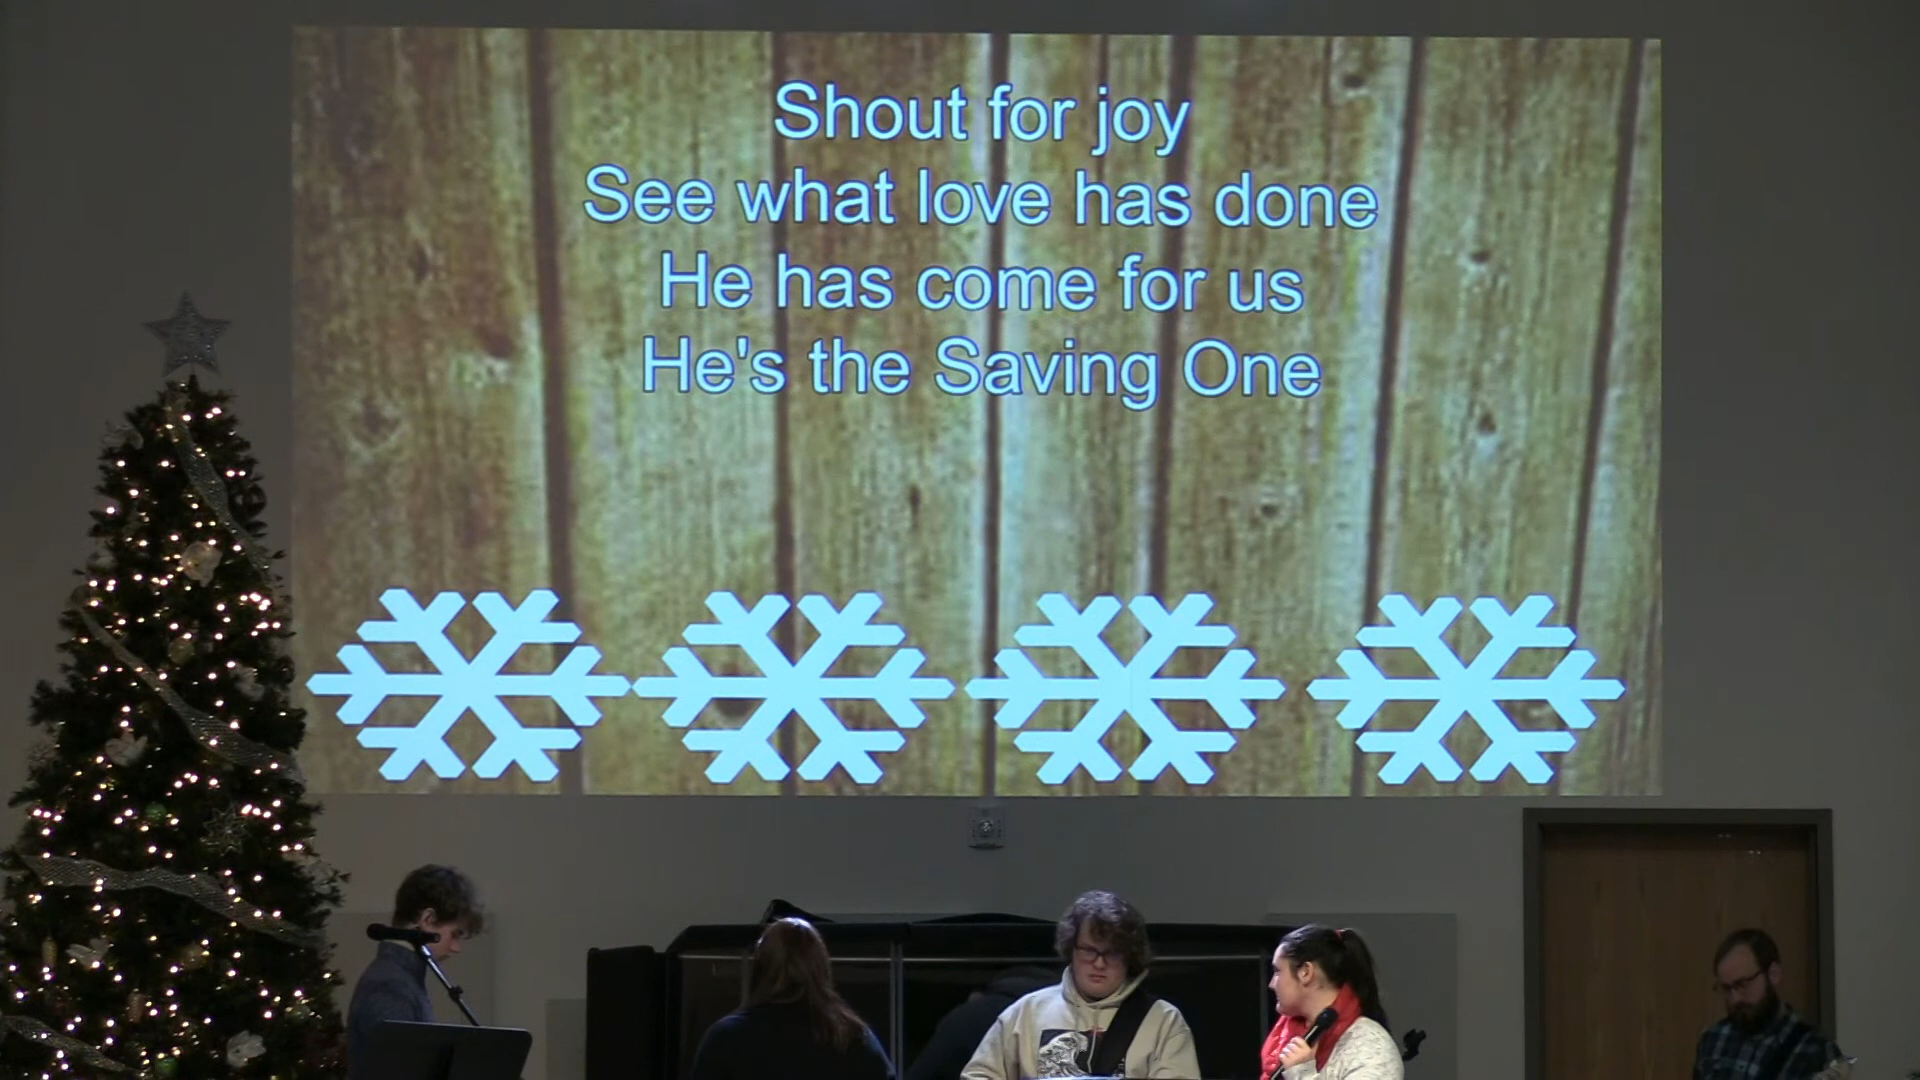 Shout for joy
See what love has done
He has come for us
He's the Saving One